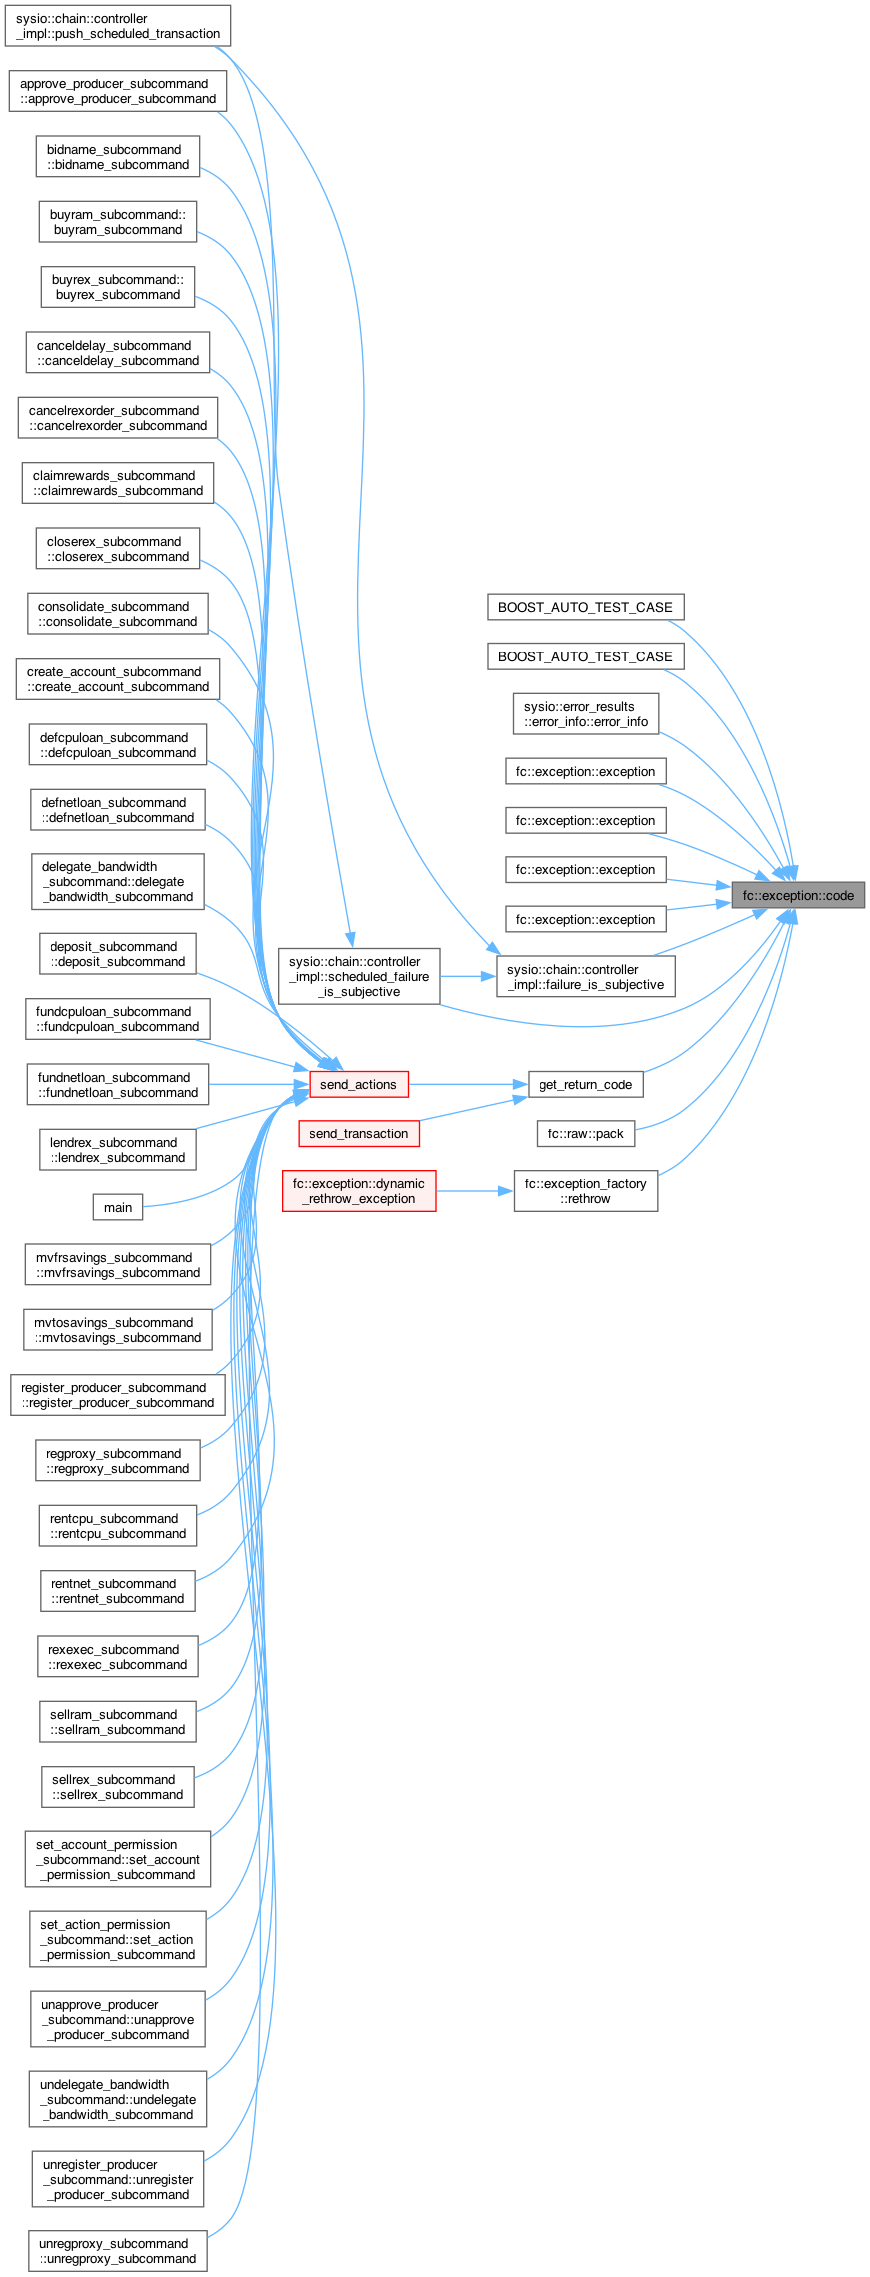 sysio::chain::controller
_impl::push_scheduled_transaction
approve_producer_subcommand
::approve_producer_subcommand
bidname_subcommand
::bidname_subcommand
buyram_subcommand::
buyram_subcommand
buyrex_subcommand::
buyrex_subcommand
canceldelay_subcommand
::canceldelay_subcommand
cancelrexorder_subcommand
::cancelrexorder_subcommand
claimrewards_subcommand
::claimrewards_subcommand
closerex_subcommand
::closerex_subcommand
consolidate_subcommand
::consolidate_subcommand
create_account_subcommand
::create_account_subcommand
defcpuloan_subcommand
::defcpuloan_subcommand
defnetloan_subcommand
::defnetloan_subcommand
delegate_bandwidth
_subcommand::delegate
_bandwidth_subcommand
deposit_subcommand
::deposit_subcommand
fundcpuloan_subcommand
::fundcpuloan_subcommand
fundnetloan_subcommand
::fundnetloan_subcommand
lendrex_subcommand
::lendrex_subcommand
main
mvfrsavings_subcommand
::mvfrsavings_subcommand
mvtosavings_subcommand
::mvtosavings_subcommand
register_producer_subcommand
::register_producer_subcommand
regproxy_subcommand
::regproxy_subcommand
rentcpu_subcommand
::rentcpu_subcommand
rentnet_subcommand
::rentnet_subcommand
rexexec_subcommand
::rexexec_subcommand
sellram_subcommand
::sellram_subcommand
sellrex_subcommand
::sellrex_subcommand
set_account_permission
_subcommand::set_account
_permission_subcommand
set_action_permission
_subcommand::set_action
_permission_subcommand
unapprove_producer
_subcommand::unapprove
_producer_subcommand
undelegate_bandwidth
_subcommand::undelegate
_bandwidth_subcommand
unregister_producer
_subcommand::unregister
_producer_subcommand
unregproxy_subcommand
::unregproxy_subcommand
sysio::chain::controller
_impl::scheduled_failure
_is_subjective
send_actions
send_transaction
fc::exception::dynamic
_rethrow_exception
BOOST_AUTO_TEST_CASE
BOOST_AUTO_TEST_CASE
sysio::error_results
::error_info::error_info
fc::exception::exception
fc::exception::exception
fc::exception::exception
fc::exception::exception
sysio::chain::controller
_impl::failure_is_subjective
get_return_code
fc::raw::pack
fc::exception_factory
::rethrow
fc::exception::code